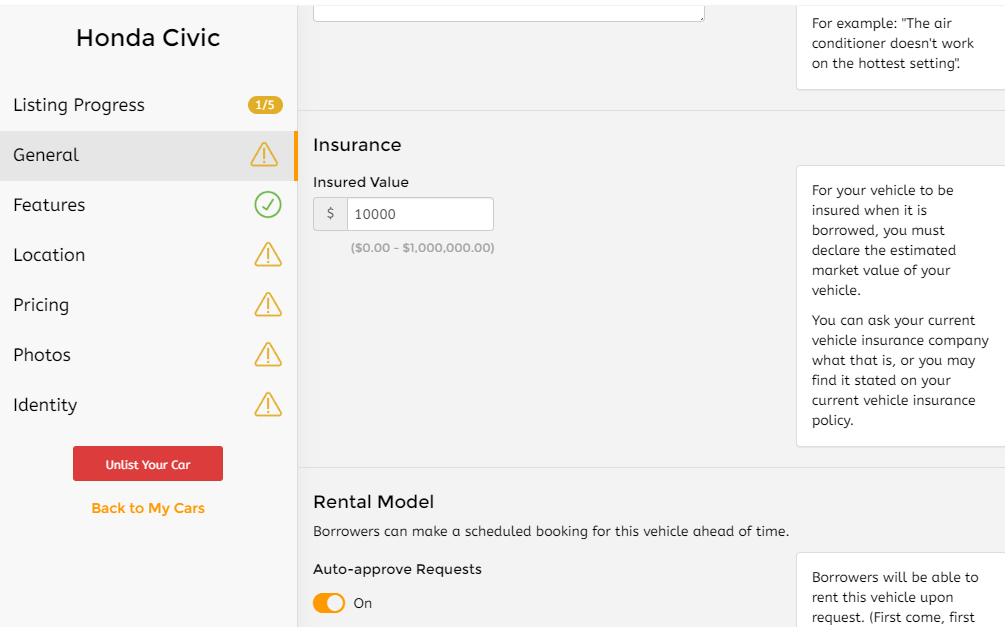 Honda Civic
Listing Progress
1/5
General
Features
Location
Pricing
Photos
Identity
Unlist Your Car
Back to My Cars
For example: "The air
conditioner doesn't work
on the hottest setting".
Insurance
Insured Value
$
10000
($0.00 - $1,000,000.00)
For your vehicle to be
insured when it is
borrowed, you must
declare the estimated
market value of your
vehicle.
You can ask your current
vehicle insurance company
what that is, or you may
find it stated on your
current vehicle insurance
policy.
Rental Model
Borrowers can make a scheduled booking for this vehicle ahead of time.
Auto-approve Requests
On
Borrowers will be able to
rent this vehicle upon
request. (First come, first